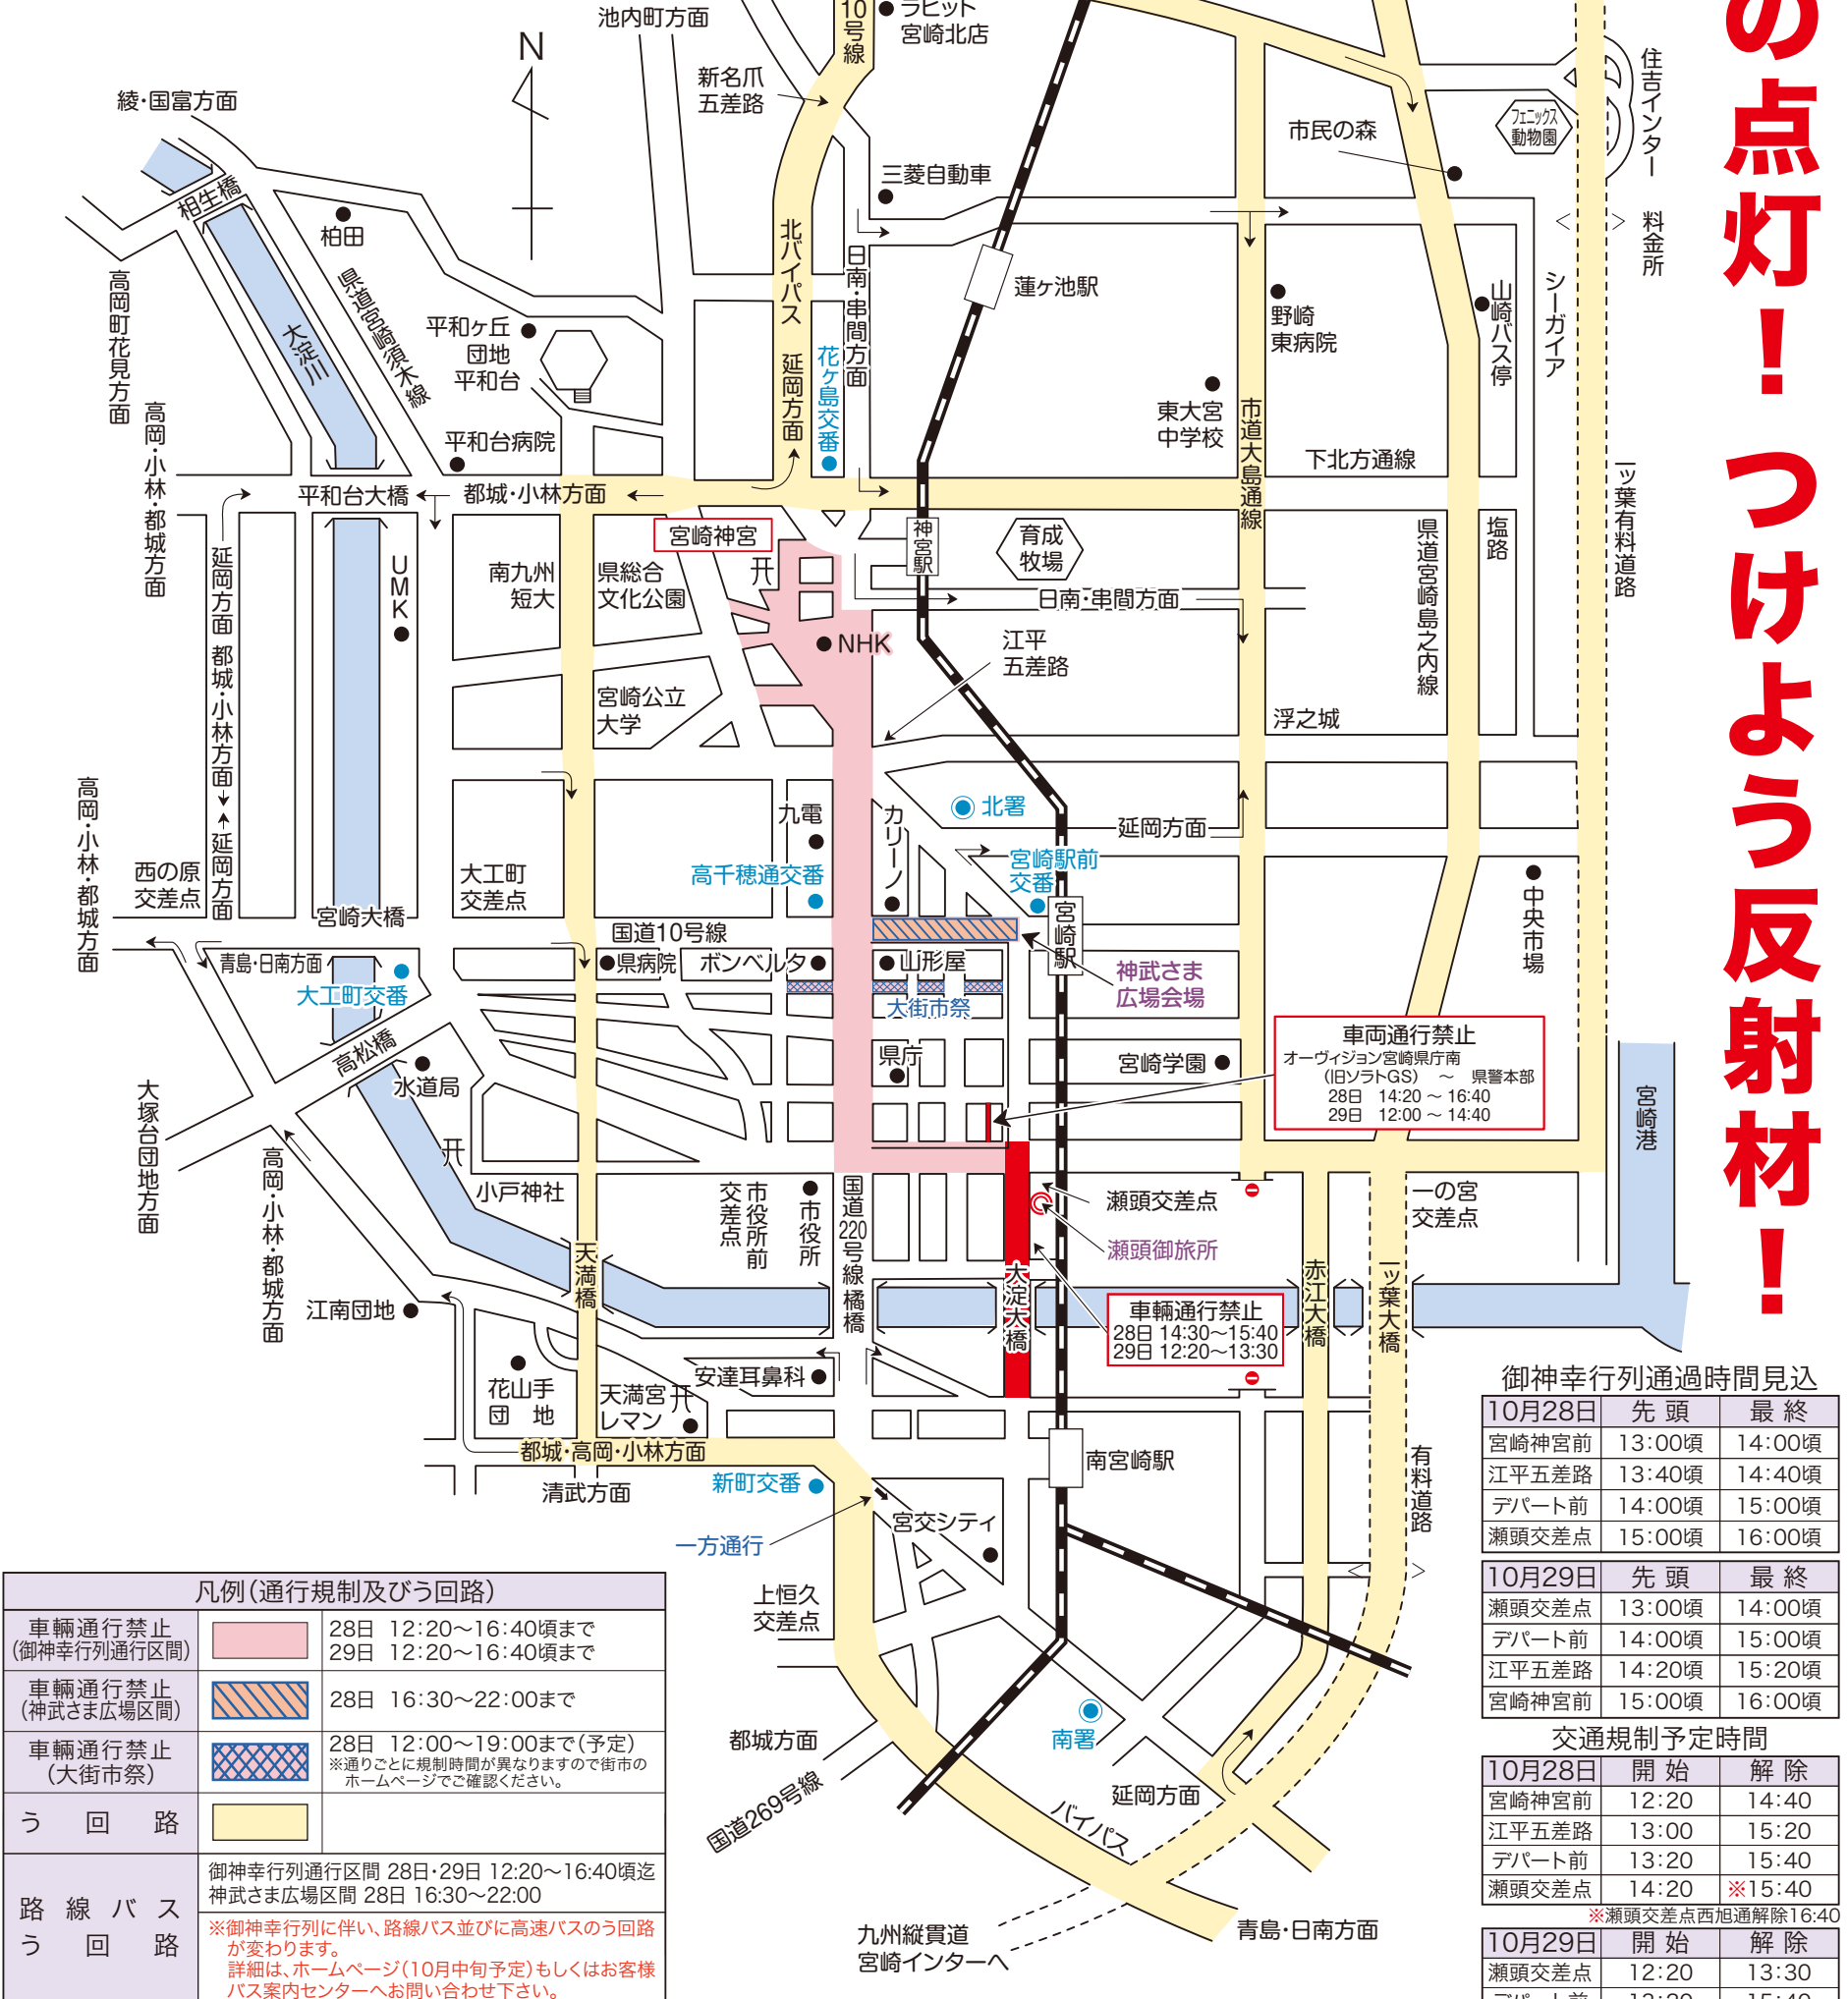 の点灯！つけよう反射材！
池内町方面
10号線
ラビット
宮崎北店
N
新名爪
五差路
綾・国富方面
住吉インター
フェニックス
動物園
市民の森
三菱自動車
相生橋
柏田
料金所
北バイパス
日南・串間方面
蓮ヶ池駅
高岡町花見方面
県道宮崎須木線
大淀川
平和ヶ丘
団地
平和台
シーガイア
山崎バス停
野崎
東病院
延岡方面
花ヶ島交番
東大宮
中学校
市道大島通線
高岡・小林・都城方面
平和台病院
下北方通線
一ッ葉有料道路
平和台大橋
都城・小林方面
宮崎神宮
神宮駅
育成
牧場
県道宮崎島之内線
塩路
延岡方面
都城・小林方面
UMK
南九州
短大
県総合
文化公園
日南・串間方面
NHK
江平
五差路
宮崎公立
大学
浮之城
高岡・小林・都城方面
九電
カリーノ
北署
延岡方面
延岡方面
西の原
交差点
大工町
交差点
高千穂通交番
宮崎駅前
交番
中央市場
宮崎大橋
国道10号線
宮崎駅
青島・日南方面
県病院
ボンベルタ
山形屋
神武さま
広場会場
大工町交番
大街市祭
高松橋
水道局
県庁
宮崎学園
車両通行禁止
オーヴィジョン宮崎県庁南
(旧ソラトGS) ～ 県警本部
28日 14:20～16:40
29日 12:00～14:40
宮崎港
大塚台団地方面
高岡・小林・都城方面
小戸神社
市役所前
交差点
市役所
国道220号線
橘橋
瀬頭交差点
瀬頭御旅所
一の宮
交差点
天満橋
大淀大橋
赤江大橋
一ッ葉大橋
江南団地
車輛通行禁止
28日 14:30～15:40
29日 12:20～13:30
花山手
団 地
天満宮
レマン
安達耳鼻科
都城・高岡・小林方面
清武方面
新町交番
南宮崎駅
有料道路
一方通行
宮交シティ
上恒久
交差点
都城方面
南署
国道269号線
延岡方面
バイパス
九州縦貫道
宮崎インターへ
青島・日南方面
凡例(通行規制及びう回路)
車輛通行禁止
(御神幸行列通行区間)
28日 12:20～16:40頃まで
29日 12:20～16:40頃まで
車輛通行禁止
(神武さま広場区間)
28日 16:30～22:00まで
車輛通行禁止
(大街市祭)
28日 12:00～19:00まで(予定)
※通りごとに規制時間が異なりますので街市の
ホームページでご確認ください。
う 回 路
路 線 バ ス
う 回 路
御神幸行列通行区間 28日・29日 12:20～16:40頃迄
神武さま広場区間 28日 16:30～22:00
※御神幸行列に伴い、路線バス並びに高速バスのう回路
が変わります。
詳細は、ホームページ(10月中旬予定)もしくはお客様
バス案内センターへお問い合わせ下さい。
御神幸行列通過時間見込
10月28日 先頭 最終
宮崎神宮前 13:00頃 14:00頃
江平五差路 13:40頃 14:40頃
デパート前 14:00頃 15:00頃
瀬頭交差点 15:00頃 16:00頃
10月29日 先頭 最終
瀬頭交差点 13:00頃 14:00頃
デパート前 14:00頃 15:00頃
江平五差路 14:20頃 15:20頃
宮崎神宮前 15:00頃 16:00頃
交通規制予定時間
10月28日 開始 解除
宮崎神宮前 12:20 14:40
江平五差路 13:00 15:20
デパート前 13:20 15:40
瀬頭交差点 14:20 ※15:40
※瀬頭交差点西旭通解除16:40
10月29日 開始 解除
瀬頭交差点 12:20 13:30
デパート前 13:20 15:40